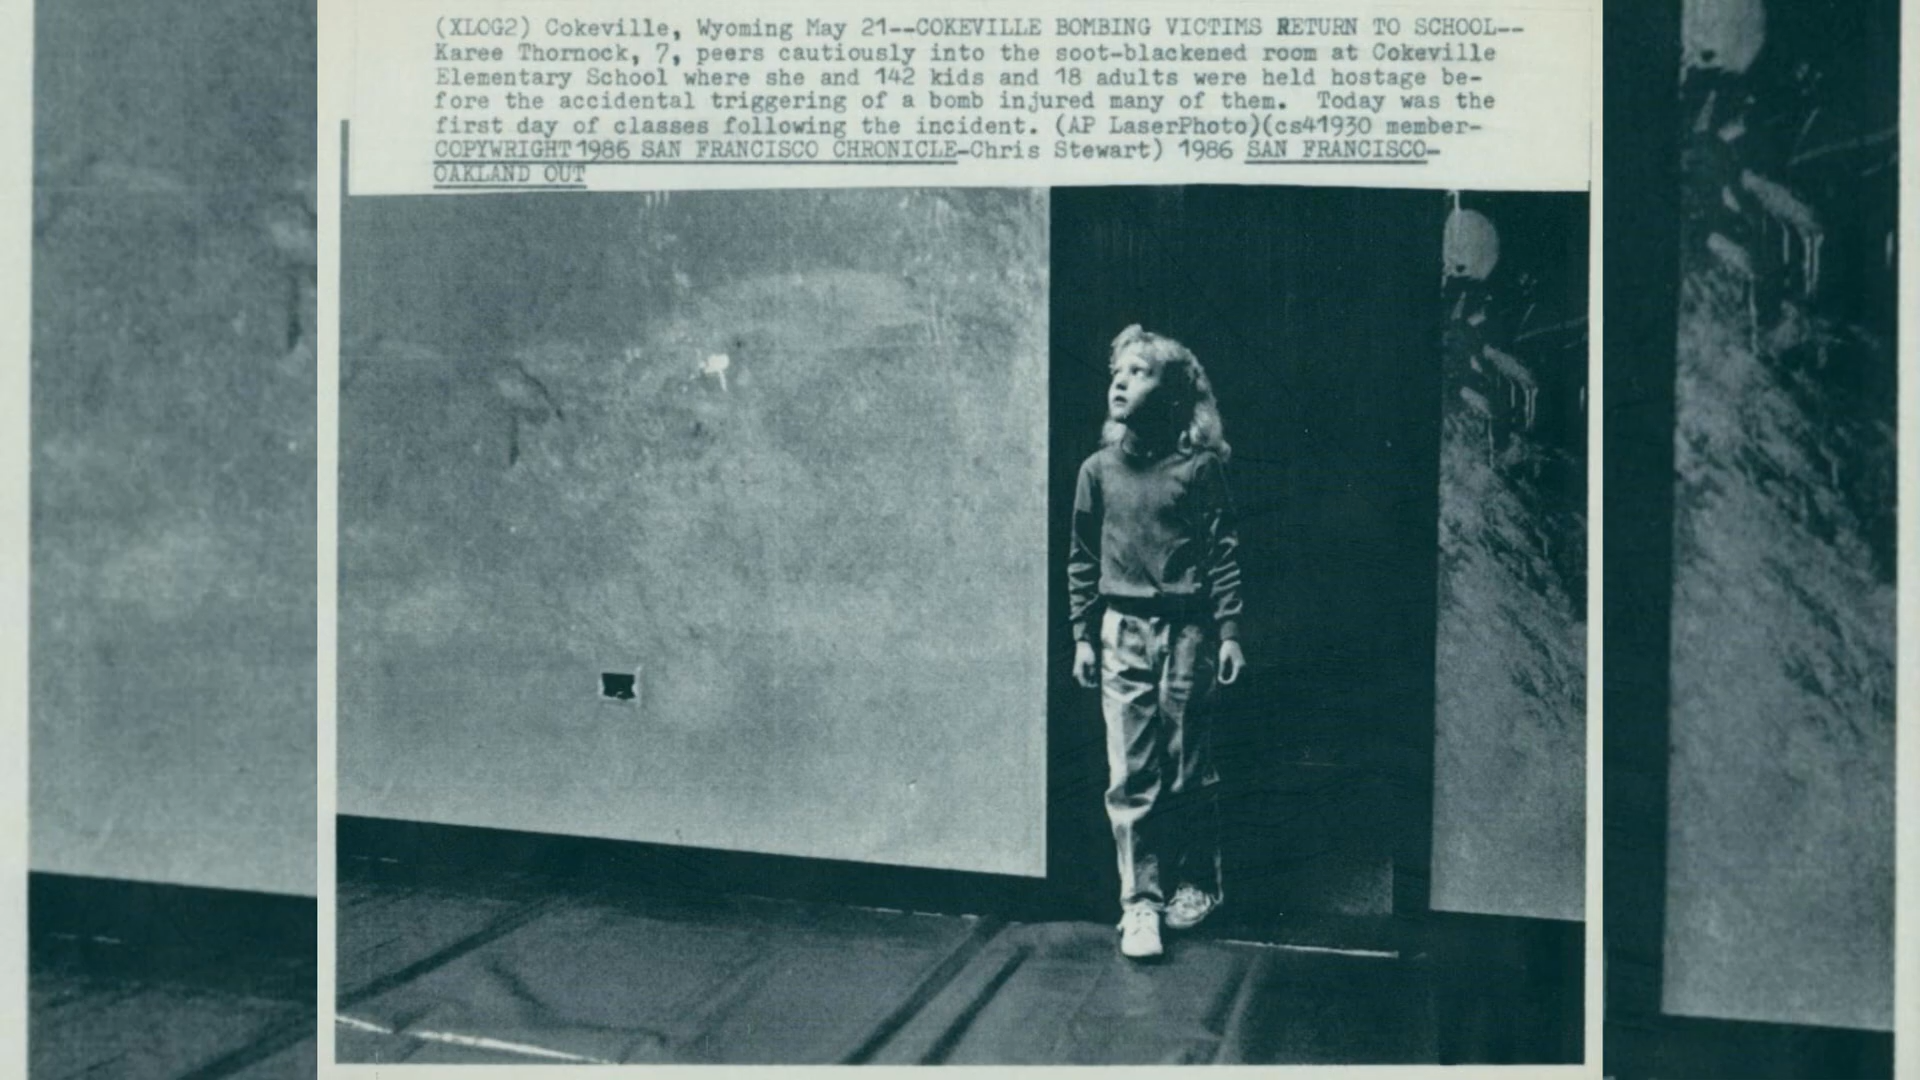 (XLOG2) Cokeville, Wyoming May 21--COKEVILLE BOMBING VICTIMS RETURN TO SCHOOL--
Karee Thornock, 7, peers cautiously into the soot-blackened room at Cokeville
Elementary School where she and 142 kids and 18 adults were held hostage be-
fore the accidental triggering of a bomb injured many of them. Today was the
first day of classes following the incident. (AP LaserPhoto)(cs41930 member-
COPYWRIGHT 1986 SAN FRANCISCO CHRONICLE-Chris Stewart) 1986 SAN FRANCISCO-
OAKLAND OUT